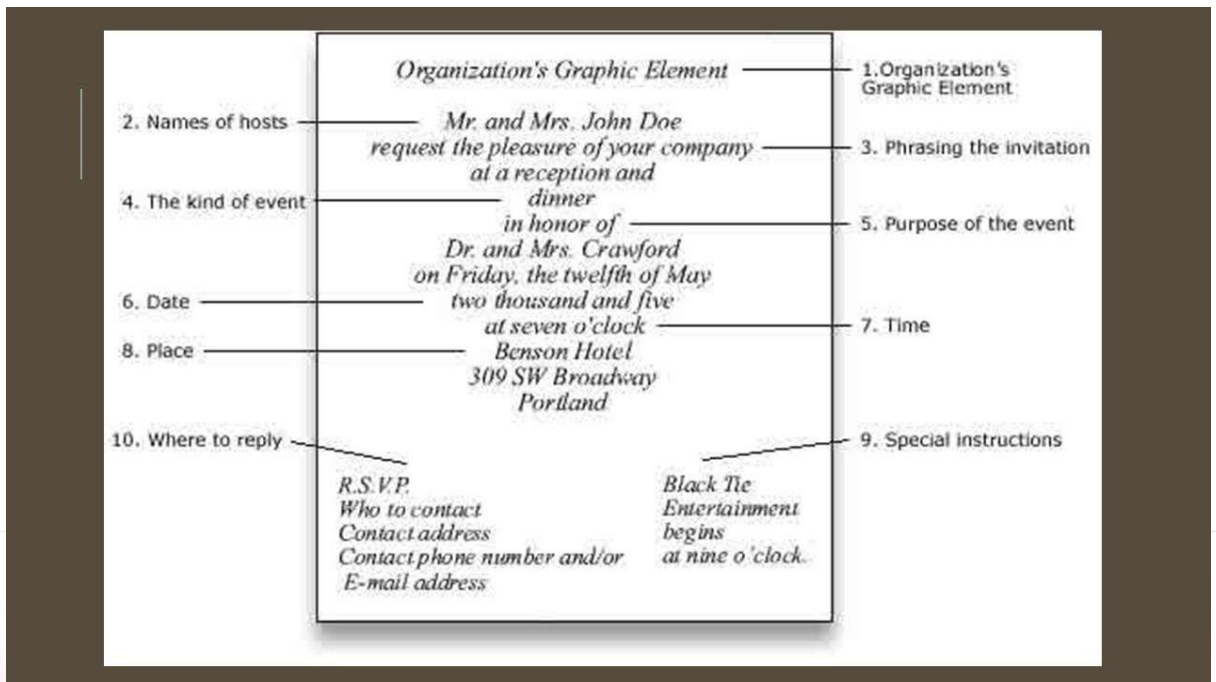 Organization's Graphic Element
1.Organization's
Graphic Element
2. Names of hosts
Mr. and Mrs. John Doe
request the pleasure of your company
3. Phrasing the invitation
at a reception and
4. The kind of event
dinner
in honor of
5. Purpose of the event
Dr. and Mrs. Crawford
on Friday, the twelfth of May
6. Date
two thousand and five
at seven o'clock
7. Time
8. Place
Benson Hotel
309 SW Broadway
Portland
10. Where to reply
9. Special instructions
R.S.V.P.
Who to contact
Contact address
Contact phone number and/or
E-mail address
Black Tie
Entertainment
begins
at nine o'clock.